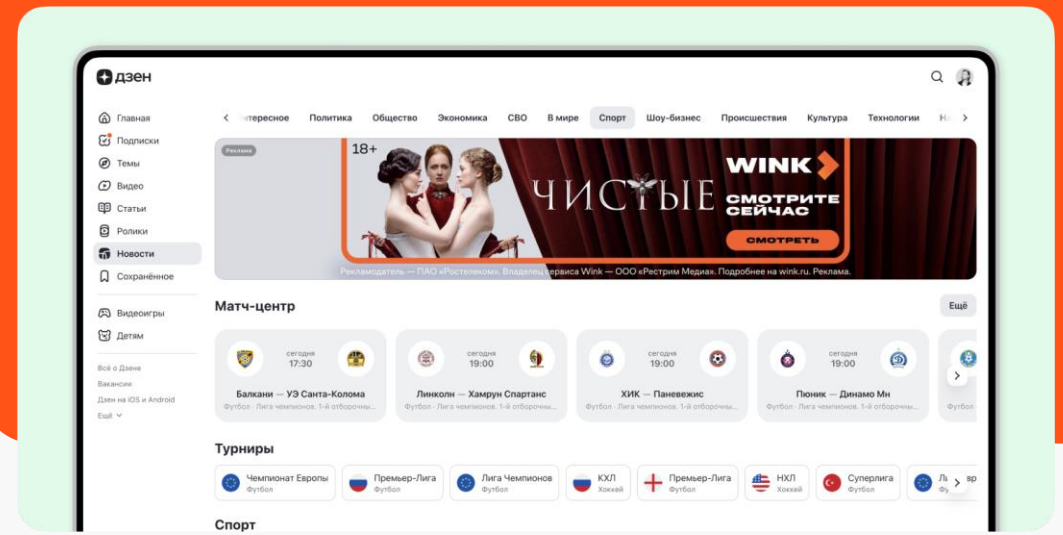 дзен
Главная
Подписки
Темы
Видео
Статьи
Ролики
Новости
Сохранённое
Видеоигры
Детям
Всё о Дзене
Вакансии
Дзен на iOS и Android
Ещё
тересное Политика Общество Экономика СВО В мире Спорт Шоу-бизнес Происшествия Культура Технологии
Реклама
18+
ЧИСТЫЕ
WINK
СМОТРИТЕ
СЕЙЧАС
СМОТРЕТЬ
Рекламодатель — ПАО «Ростелеком». Владелец сервиса Wink — ООО «Рестрим Медиа». Подробнее на wink.ru. Реклама.
Матч-центр
Ещё
сегодня
17:30
Балкани — УЭ Санта-Колома
Футбол · Лига чемпионов. 1-й отборочны...
сегодня
19:00
Линколн — Хамрун Спартанс
Футбол · Лига чемпионов. 1-й отборочны...
сегодня
19:00
ХИК — Паневежис
Футбол · Лига чемпионов. 1-й отборочны...
сегодня
19:00
Пюник — Динамо Мн
Футбол · Лига чемпионов. 1-й отборочны...
Футбол
Турниры
Чемпионат Европы
Футбол
Премьер-Лига
Футбол
Лига Чемпионов
Футбол
КХЛ
Хоккей
Премьер-Лига
Футбол
НХЛ
Хоккей
Суперлига
Футбол
Спорт